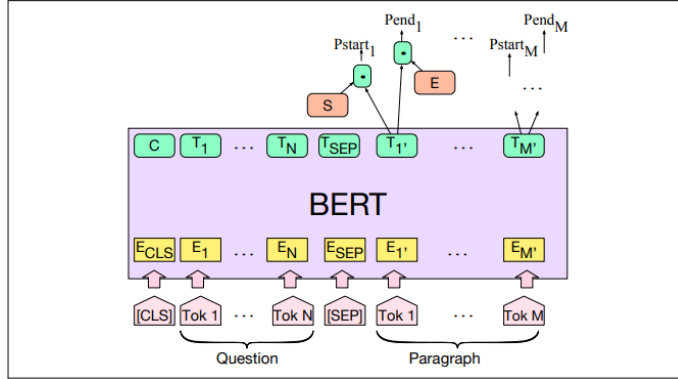 Pend1 ... PendM
Pstart1 PstartM
S E ...
C T1 ... TN TSEP T1' ... TM'
BERT
ECLS E1 ... EN ESEP E1' ... EM'
[CLS] Tok 1 ... Tok N [SEP] Tok 1 ... Tok M
Question Paragraph